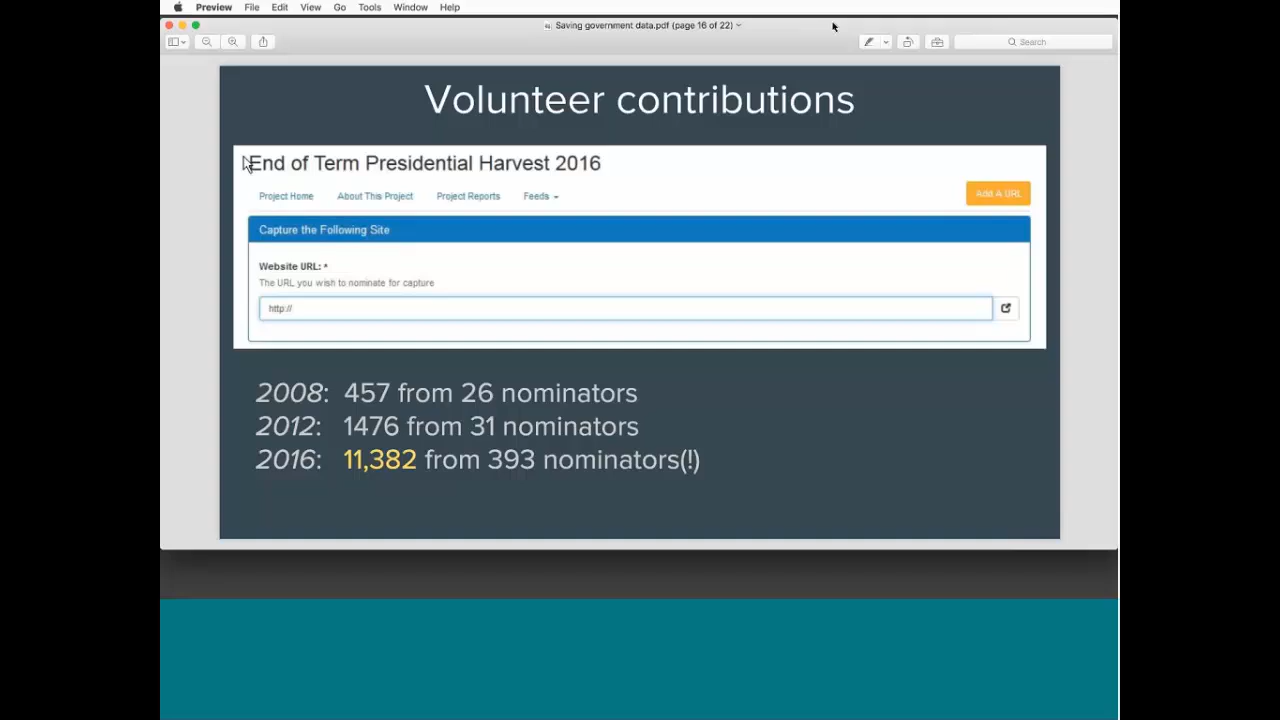 Preview File Edit View Go Tools Window Help
Saving government data.pdf (page 16 of 22)
Search
Volunteer contributions
End of Term Presidential Harvest 2016
Project Home About This Project Project Reports Feeds
Add A URL
Capture the Following Site
Website URL: *
The URL you wish to nominate for capture
http://
2008: 457 from 26 nominators
2012: 1476 from 31 nominators
2016: 11,382 from 393 nominators(!)